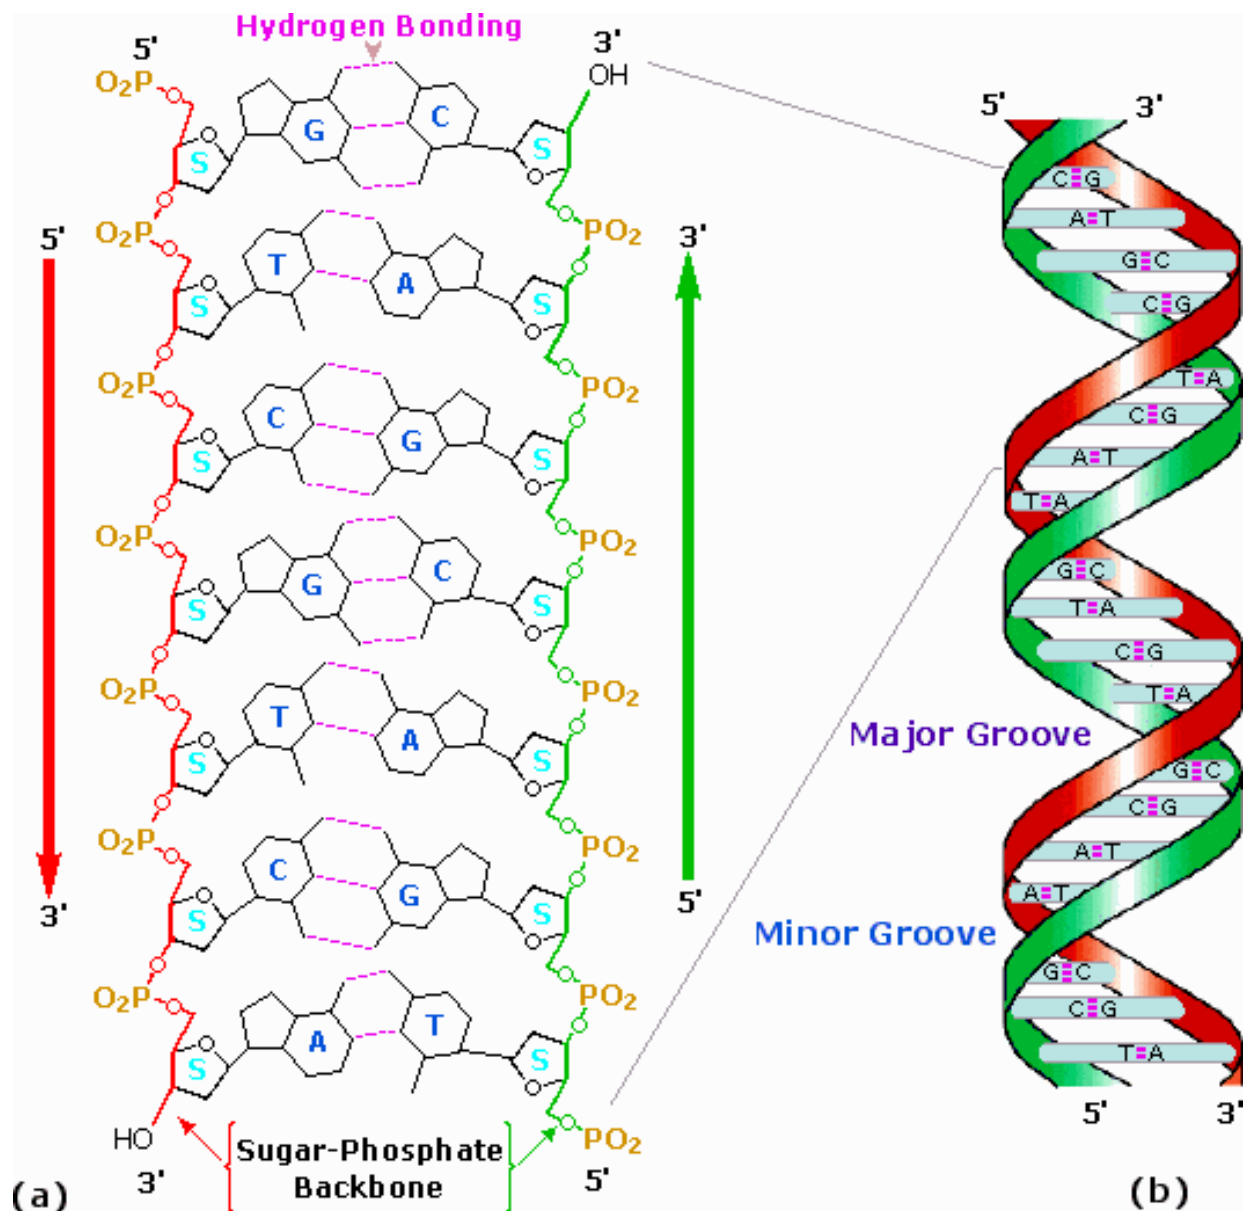 Hydrogen Bonding
5'
3'
O₂P
OH
G C
S S
O₂P PO₂
5'
3'
T A
S S
O₂P PO₂
C G
S S
O₂P PO₂
G C
S S
O₂P PO₂
T A
S S
O₂P PO₂
C G
S S
3'
5'
O₂P PO₂
A T
S S
HO
3'
Sugar-Phosphate
Backbone
PO₂
5'
(a)
5' 3'
C G
A T
G C
C G
T A
C G
A T
T A
G C
T A
C G
T A
Major Groove
G C
C G
A T
A T
Minor Groove
G C
C G
T A
5' 3'
(b)